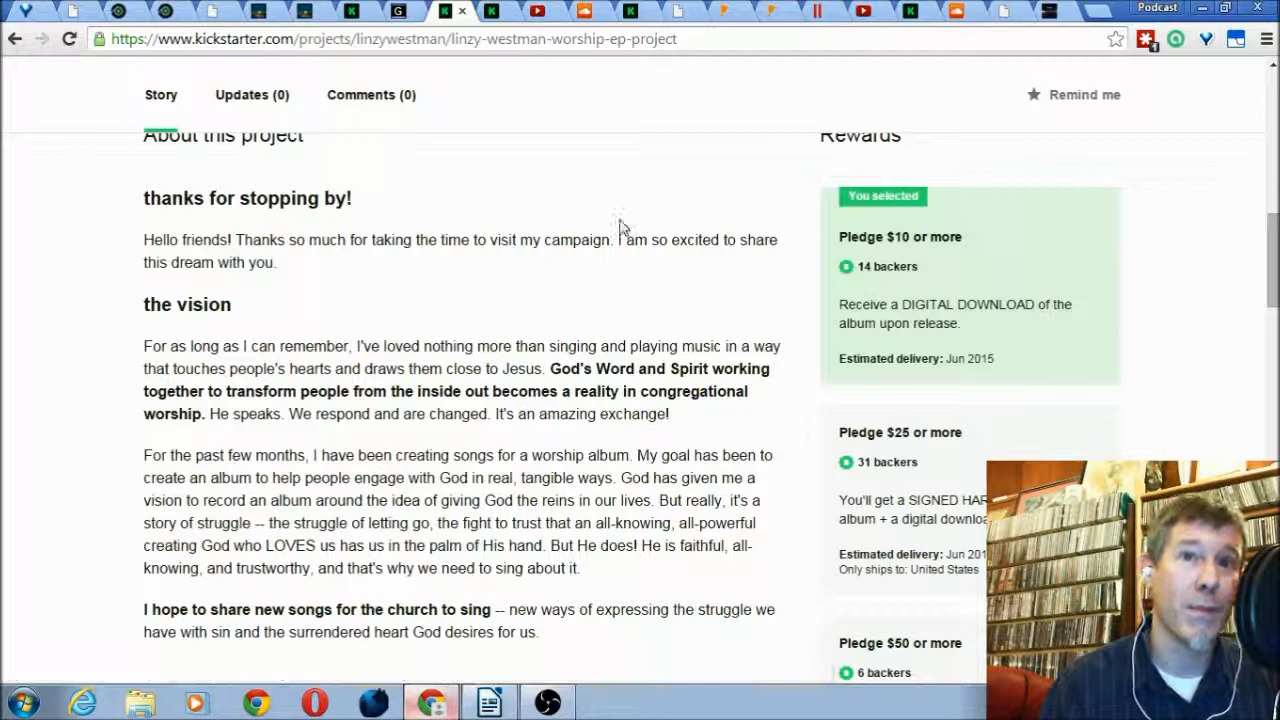 Podcast
https://www.kickstarter.com/projects/linzywestman/linzy-westman-worship-ep-project
Story
Updates (0)
Comments (0)
Remind me
About this project
thanks for stopping by!
Hello friends! Thanks so much for taking the time to visit my campaign. I am so excited to share
this dream with you.
the vision
For as long as I can remember, I've loved nothing more than singing and playing music in a way
that touches people's hearts and draws them close to Jesus. God's Word and Spirit working
together to transform people from the inside out becomes a reality in congregational
worship. He speaks. We respond and are changed. It's an amazing exchange!
For the past few months, I have been creating songs for a worship album. My goal has been to
create an album to help people engage with God in real, tangible ways. God has given me a
vision to record an album around the idea of giving God the reins in our lives. But really, it's a
story of struggle -- the struggle of letting go, the fight to trust that an all-knowing, all-powerful
creating God who LOVES us has us in the palm of His hand. But He does! He is faithful, all-
knowing, and trustworthy, and that's why we need to sing about it.
I hope to share new songs for the church to sing -- new ways of expressing the struggle we
have with sin and the surrendered heart God desires for us.
Rewards
You selected
Pledge $10 or more
14 backers
Receive a DIGITAL DOWNLOAD of the
album upon release.
Estimated delivery: Jun 2015
Pledge $25 or more
31 backers
You'll get a SIGNED HAR
album + a digital downloa
Estimated delivery: Jun 201
Only ships to: United States
Pledge $50 or more
6 backers